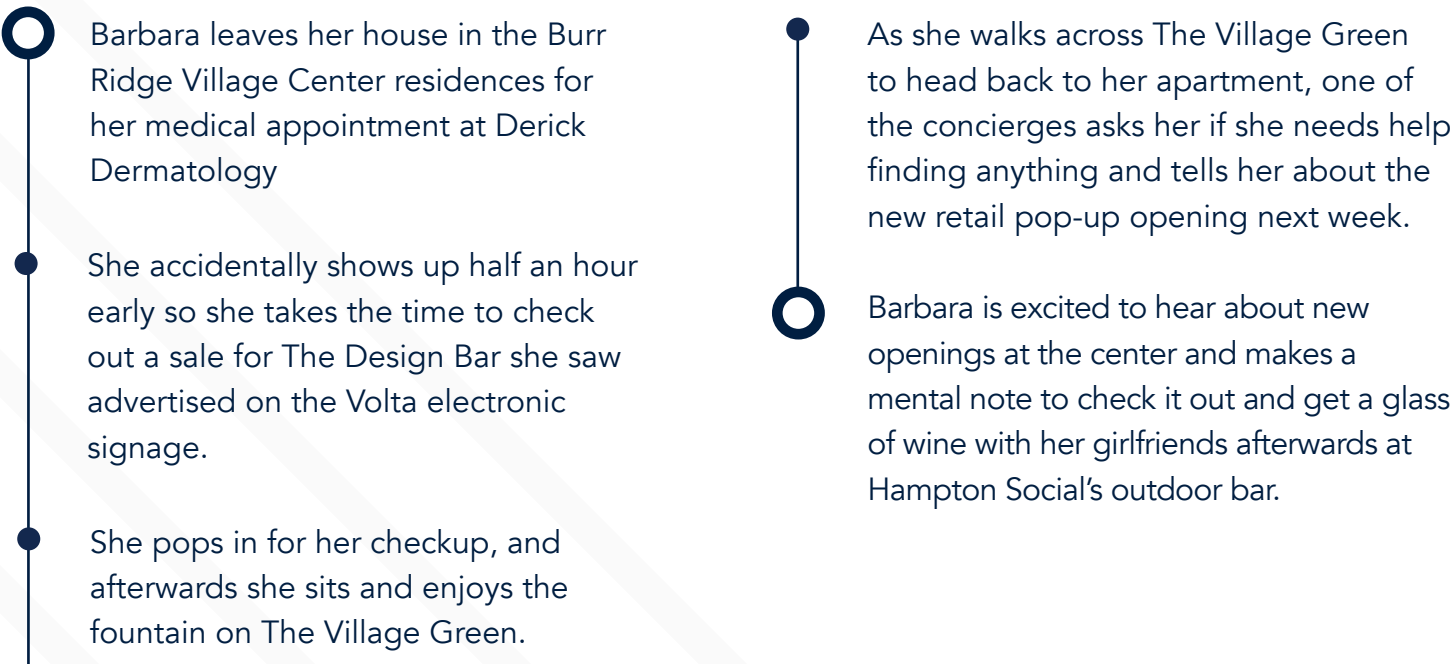 Barbara leaves her house in the Burr
Ridge Village Center residences for
her medical appointment at Derick
Dermatology
She accidentally shows up half an hour
early so she takes the time to check
out a sale for The Design Bar she saw
advertised on the Volta electronic
signage.
She pops in for her checkup, and
afterwards she sits and enjoys the
fountain on The Village Green.
As she walks across The Village Green
to head back to her apartment, one of
the concierges asks her if she needs help
finding anything and tells her about the
new retail pop-up opening next week.
Barbara is excited to hear about new
openings at the center and makes a
mental note to check it out and get a glass
of wine with her girlfriends afterwards at
Hampton Social’s outdoor bar.